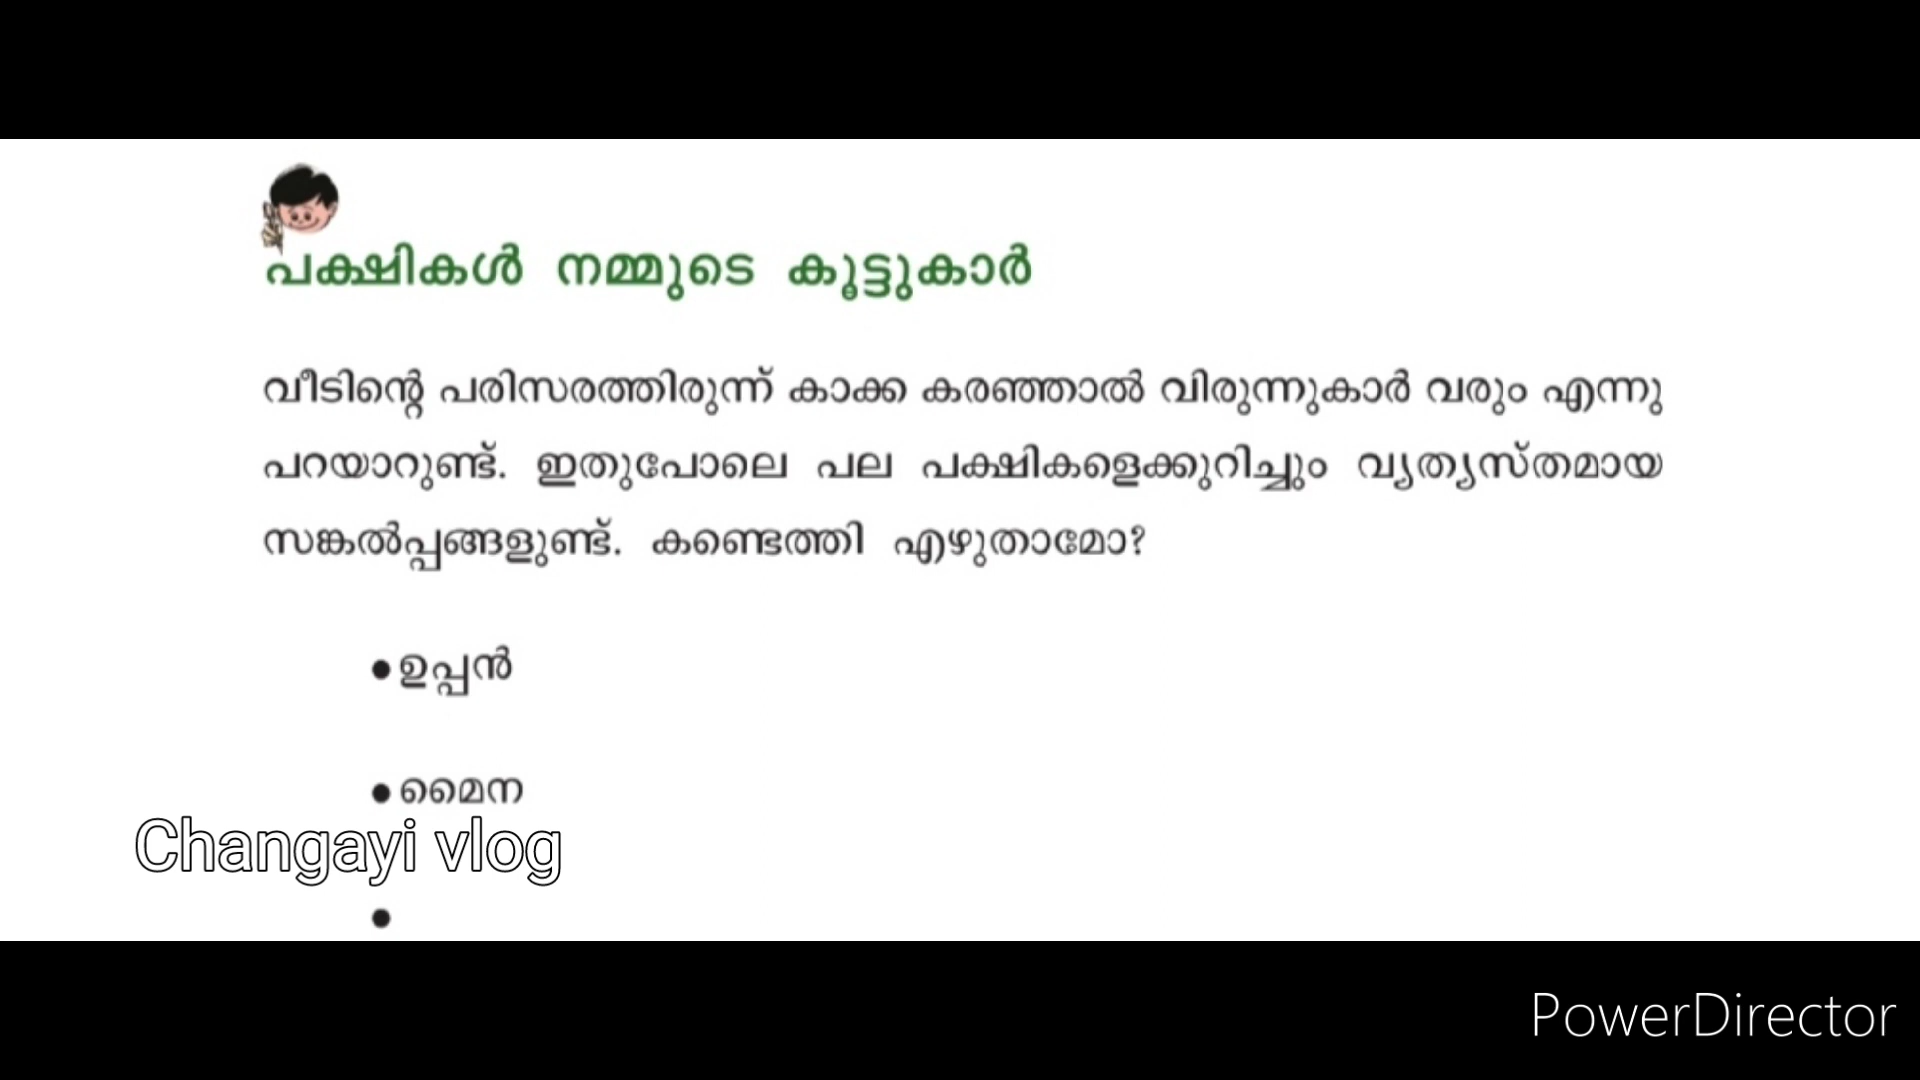 പക്ഷികൾ നമ്മുടെ കൂട്ടുകാർ
വീടിന്റെ പരിസരത്തിരുന്ന് കാക്ക കരഞ്ഞാൽ വിരുന്നുകാർ വരും എന്നു
പറയാറുണ്ട്. ഇതുപോലെ പല പക്ഷികളെക്കുറിച്ചും വ്യത്യസ്തമായ
സങ്കൽപ്പങ്ങളുണ്ട്. കണ്ടെത്തി എഴുതാമോ?
• ഉപ്പൻ
• മൈന
Changayi vlog
•
PowerDirector